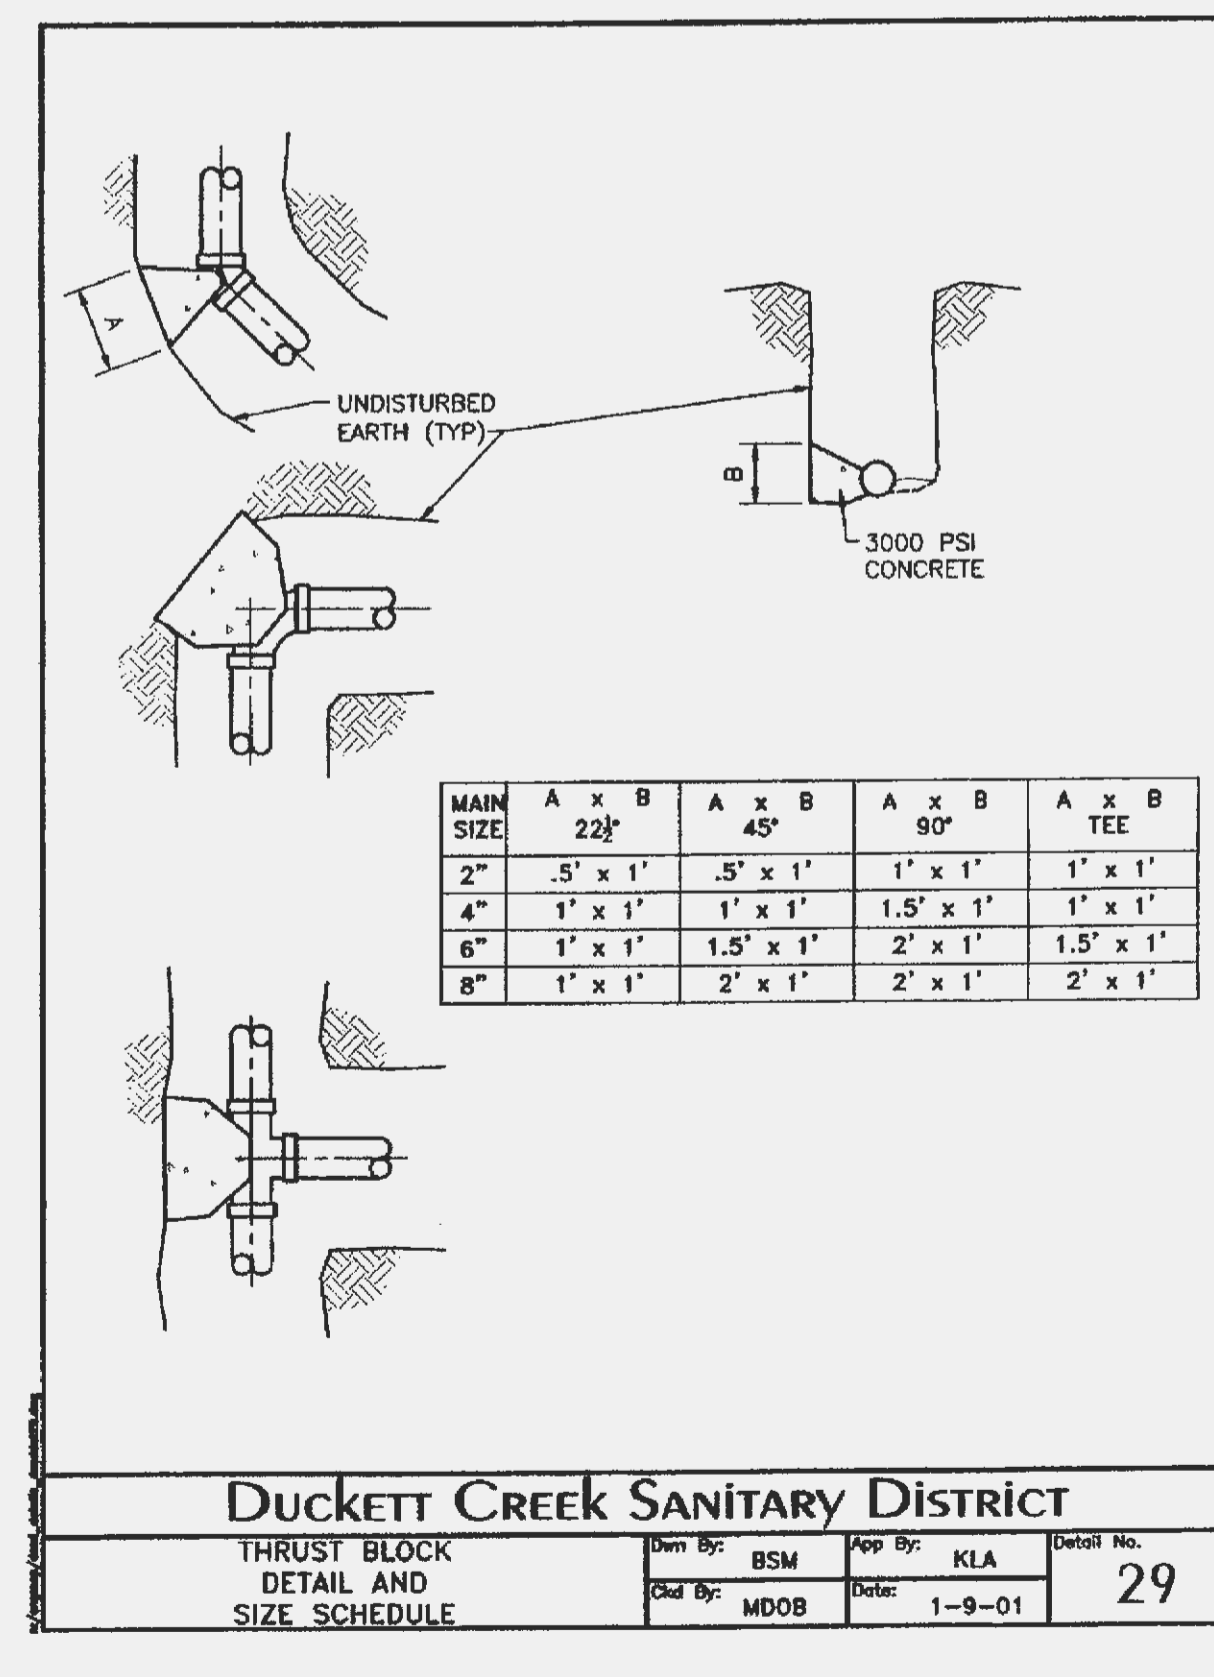 A
UNDISTURBED
EARTH (TYP)
B
3000 PSI
CONCRETE
MAIN SIZE A x B 22½° A x B 45° A x B 90° A x B TEE
2" .5' x 1' .5' x 1' 1' x 1' 1' x 1'
4" 1' x 1' 1' x 1' 1.5' x 1' 1' x 1'
6" 1' x 1' 1.5' x 1' 2' x 1' 1.5' x 1'
8" 1' x 1' 2' x 1' 2' x 1' 2' x 1'
DUCKETT CREEK SANITARY DISTRICT
THRUST BLOCK
DETAIL AND
SIZE SCHEDULE
Dwn By: BSM
Ckd By: MDOB
App By: KLA
Date: 1-9-01
Detail No.
29